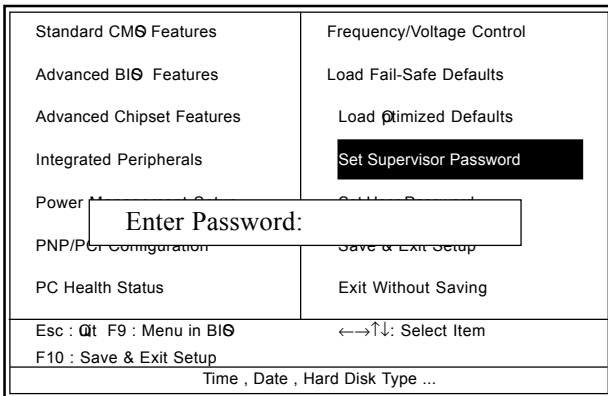 Standard CMOS Features
Advanced BIOS Features
Advanced Chipset Features
Integrated Peripherals
Power
PNP/PCI Configuration
PC Health Status
Frequency/Voltage Control
Load Fail-Safe Defaults
Load Optimized Defaults
Set Supervisor Password
Save & Exit Setup
Exit Without Saving
Enter Password:
Esc : Quit F9 : Menu in BIOS
←→↑↓: Select Item
F10 : Save & Exit Setup
Time , Date , Hard Disk Type ...